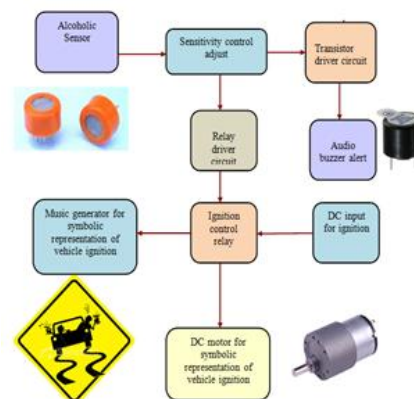 Alcoholic
Sensor
Sensitivity control
adjust
Transistor
driver circuit
Relay
driver
circuit
Audio
buzzer alert
Music generator for
symbolic
representation of
vehicle ignition
Ignition
control
relay
DC input
for ignition
DC motor for
symbolic
representation of
vehicle ignition